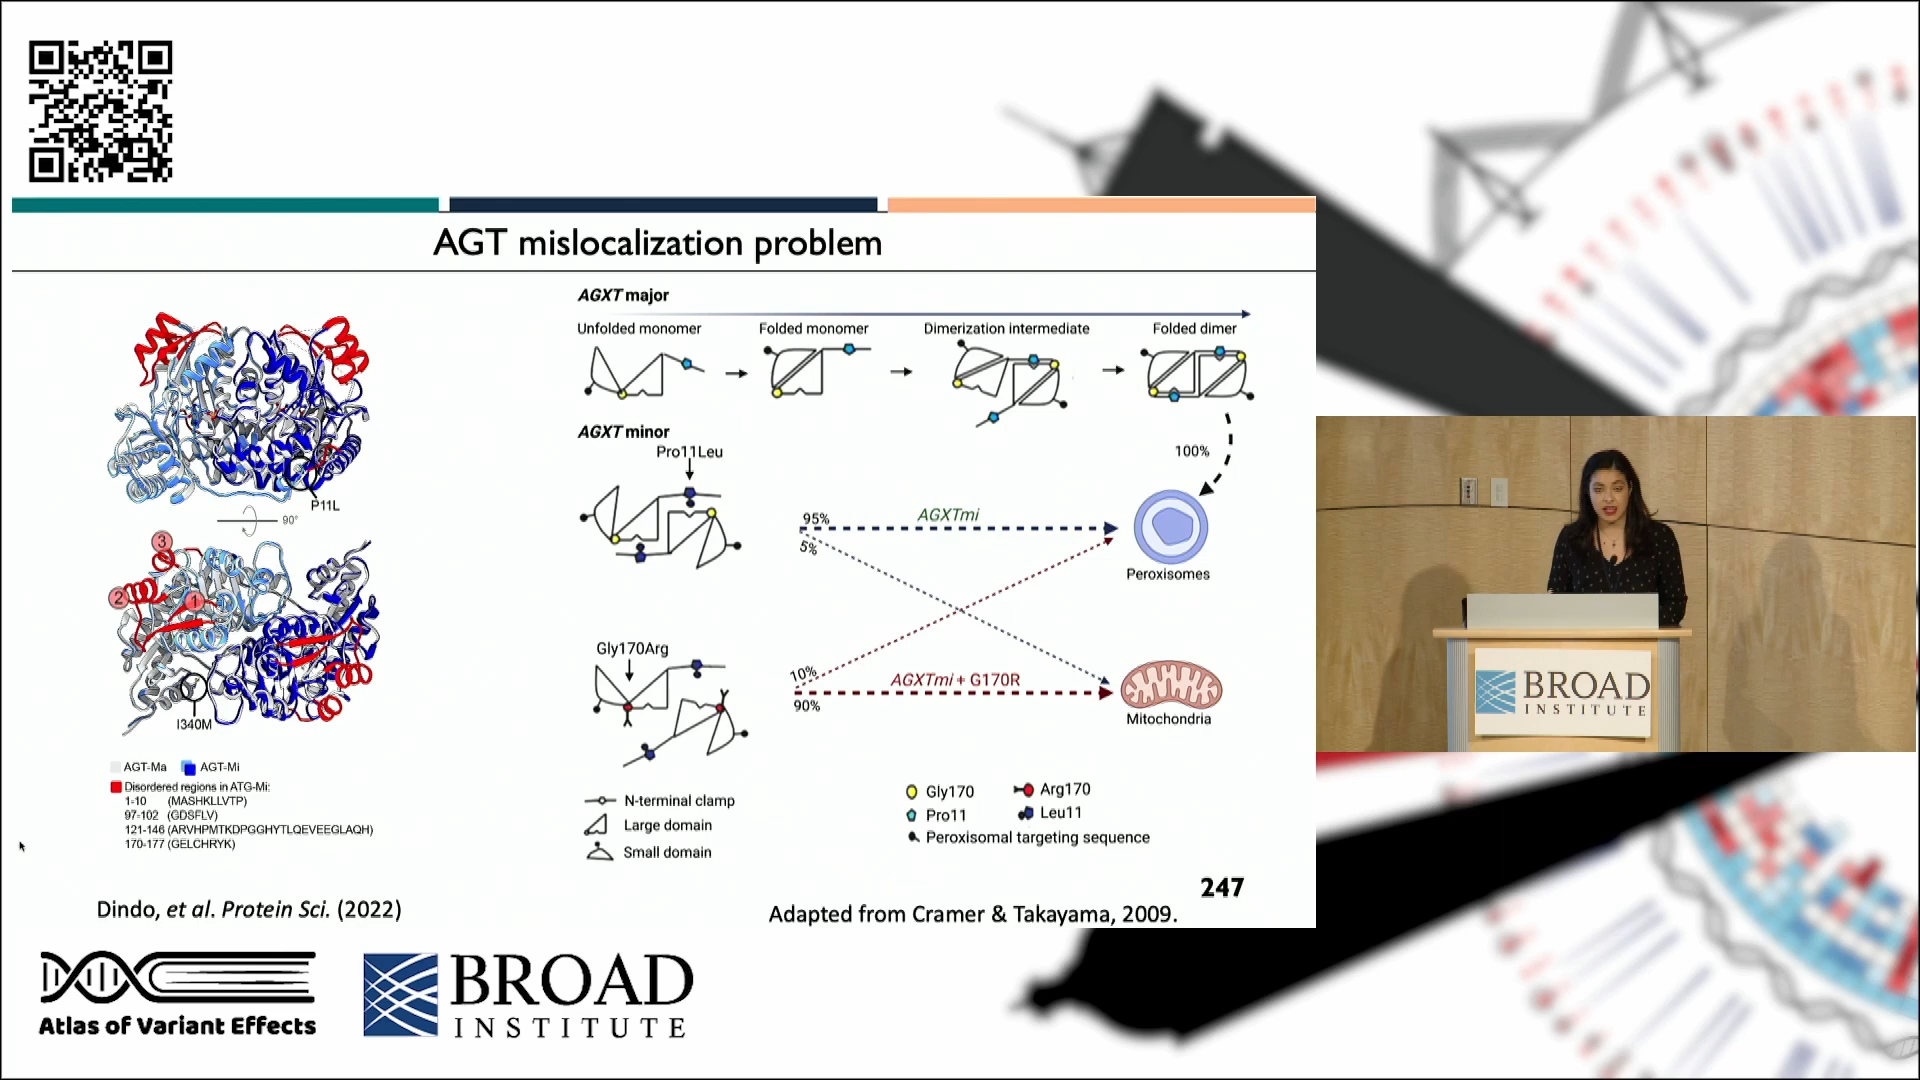 AGT mislocalization problem
P11L
90°
3
2
1
I340M
AGT-Ma AGT-Mi
Disordered regions in ATG-Mi:
1-10 (MASHKLLVTP)
97-102 (GDSFLV)
121-146 (ARVHPMTKDPGGHYTLQEVEEGLAQH)
170-177 (GELCHRYK)
Dindo, et al. Protein Sci. (2022)
AGXT major
Unfolded monomer Folded monomer Dimerization intermediate Folded dimer
100%
AGXT minor
Pro11Leu
95% AGXTmi
5%
Peroxisomes
Gly170Arg
10% AGXTmi + G170R
90%
Mitochondria
N-terminal clamp
Large domain
Small domain
Gly170 Arg170
Pro11 Leu11
Peroxisomal targeting sequence
247
Adapted from Cramer & Takayama, 2009.
BROAD
INSTITUTE
Atlas of Variant Effects
BROAD
INSTITUTE